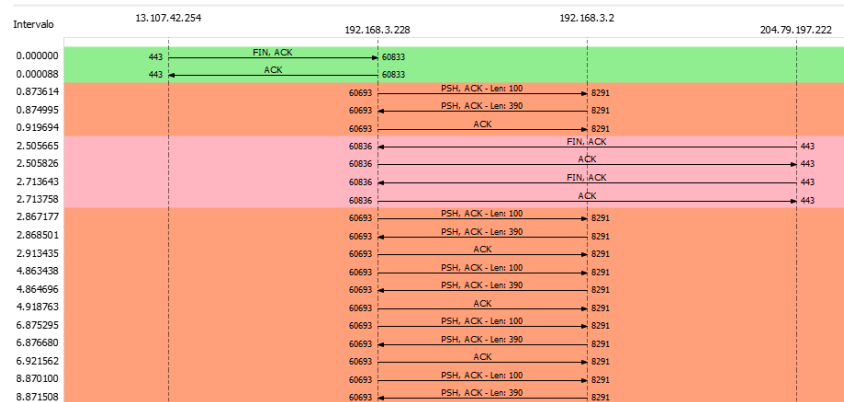 Intervalo 13.107.42.254 192.168.3.228 192.168.3.2 204.79.197.222
0.000000 443 FIN, ACK 60833
0.000088 443 ACK 60833
0.873614 60693 PSH, ACK - Len: 100 8291
0.874995 60693 PSH, ACK - Len: 390 8291
0.919694 60693 ACK 8291
2.505665 60836 FIN, ACK 443
2.505826 60836 ACK 443
2.713643 60836 FIN, ACK 443
2.713758 60836 ACK 443
2.867177 60693 PSH, ACK - Len: 100 8291
2.868501 60693 PSH, ACK - Len: 390 8291
2.913435 60693 ACK 8291
4.863438 60693 PSH, ACK - Len: 100 8291
4.864696 60693 PSH, ACK - Len: 390 8291
4.918763 60693 ACK 8291
6.875295 60693 PSH, ACK - Len: 100 8291
6.876680 60693 PSH, ACK - Len: 390 8291
6.921562 60693 ACK 8291
8.870100 60693 PSH, ACK - Len: 100 8291
8.871508 60693 PSH, ACK - Len: 390 8291